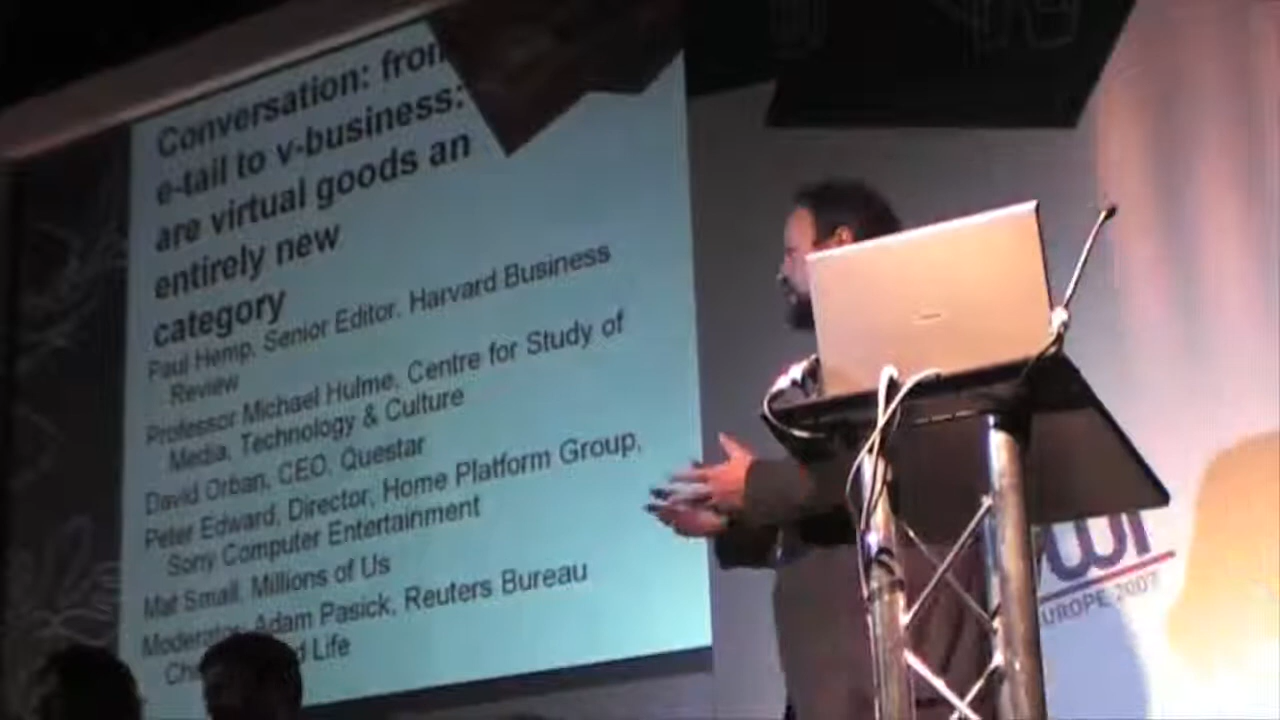 Conversation: from
e-tail to v-business:
are virtual goods an
entirely new
category
Paul Hemp, Senior Editor, Harvard Business
Review
Professor Michael Hulme, Centre for Study of
Media, Technology & Culture
David Orban, CEO, Questar
Peter Edward, Director, Home Platform Group,
Sony Computer Entertainment
Mat Small, Millions of Us
Moderator Adam Pasick, Reuters Bureau
Life
EUROPE 2007